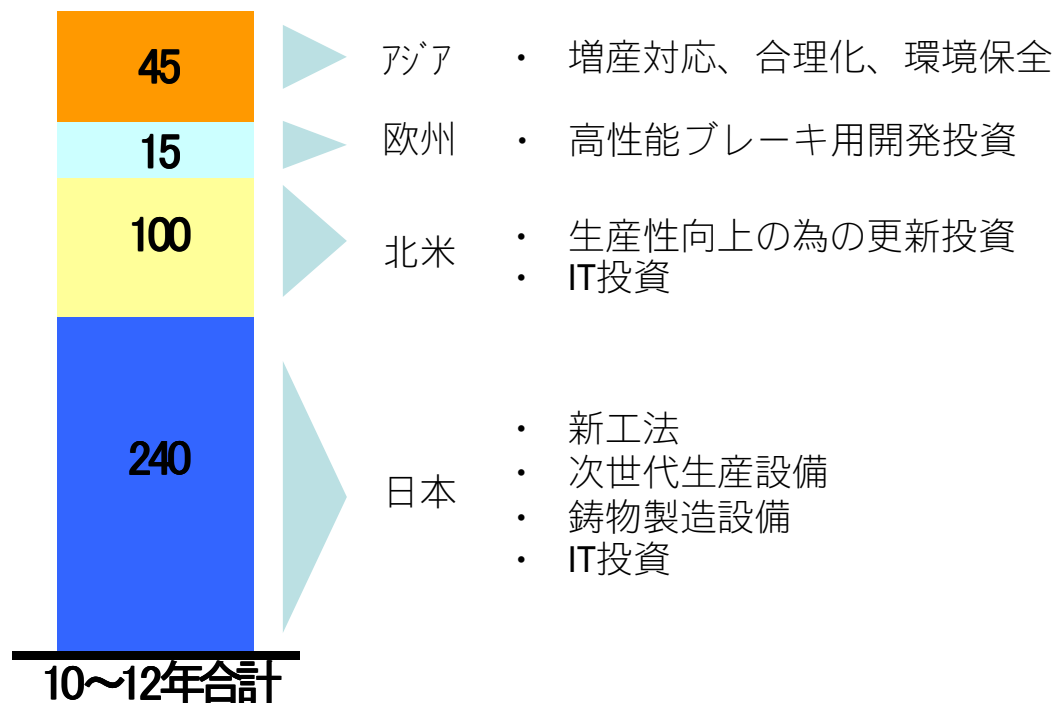 45 ｱｼﾞｱ ・ 増産対応、合理化、環境保全
15 欧州 ・ 高性能ブレーキ用開発投資
100 北米 ・ 生産性向上の為の更新投資
・ IT投資
240 日本 ・ 新工法
・ 次世代生産設備
・ 鋳物製造設備
・ IT投資
10～12年合計